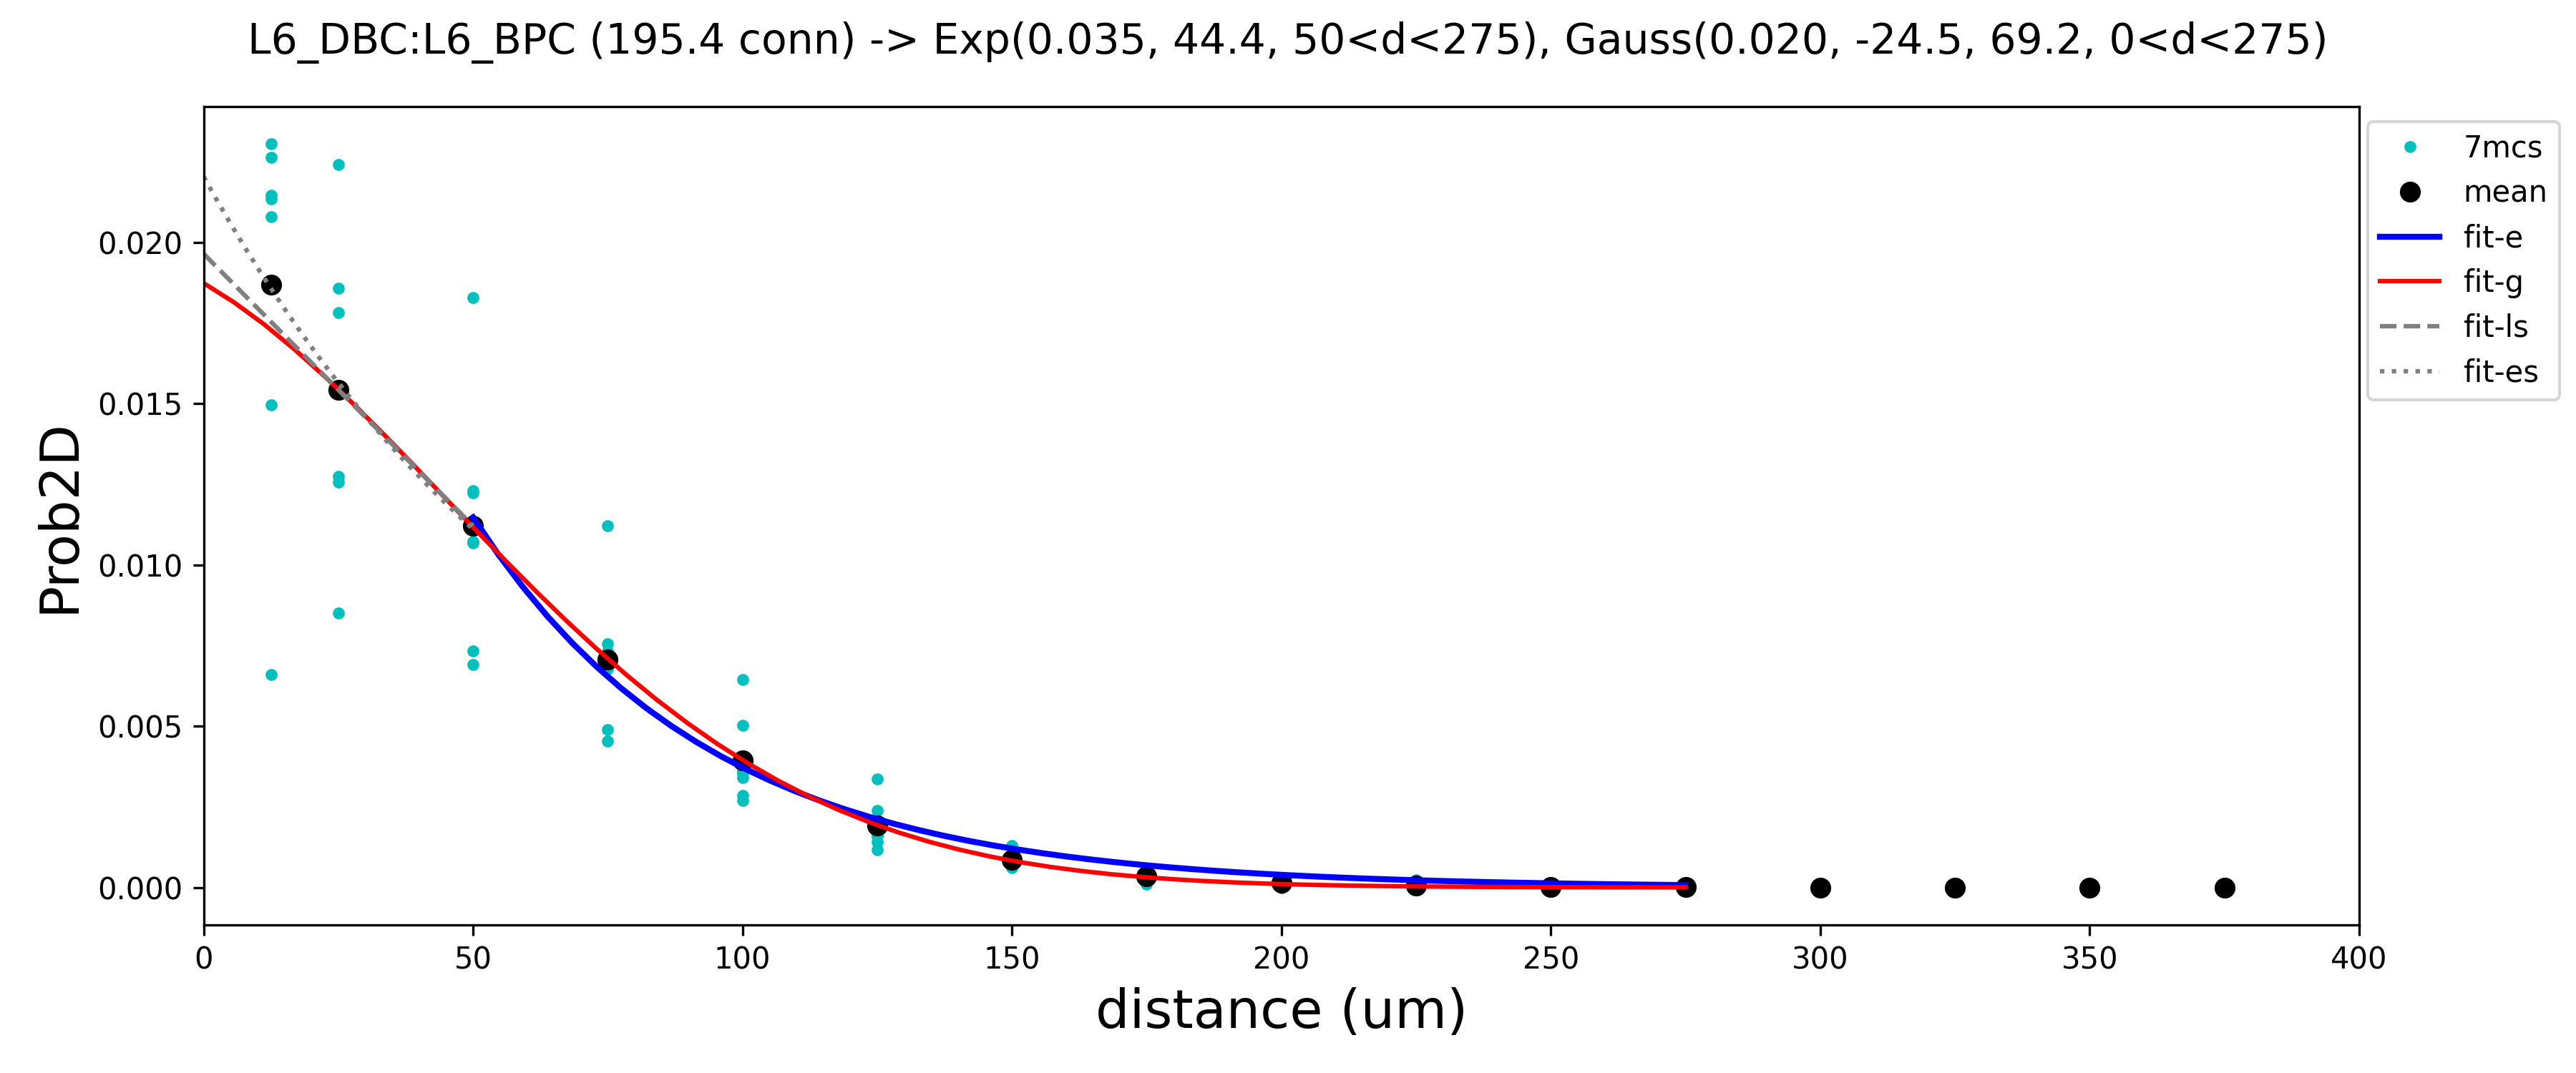 L6_DBC:L6_BPC (195.4 conn) -> Exp(0.035, 44.4, 50<d<275), Gauss(0.020, -24.5, 69.2, 0<d<275)
7mcs
mean
fit-e
fit-g
fit-ls
fit-es
Prob2D
0.020
0.015
0.010
0.005
0.000
0 50 100 150 200 250 300 350 400
distance (um)